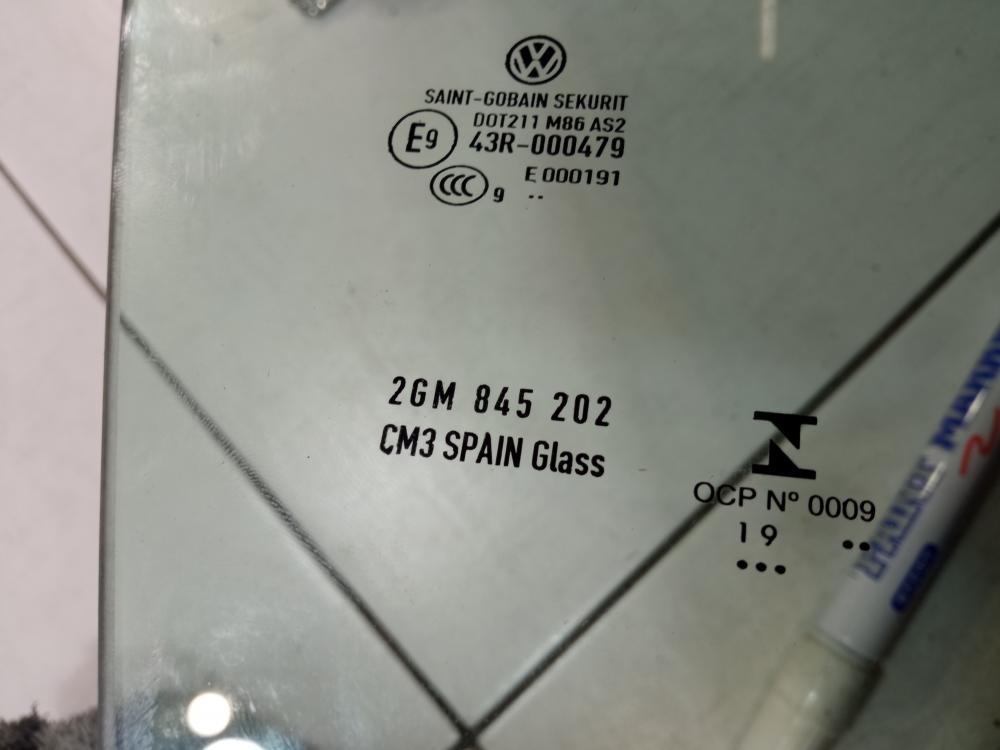 SAINT-GOBAIN SEKURIT
DOT211 M86 AS2
E9 43R-000479
E 000191
CCC 9 ..
2GM 845 202
CM3 SPAIN Glass
OCP Nº 0009
19 ..
...